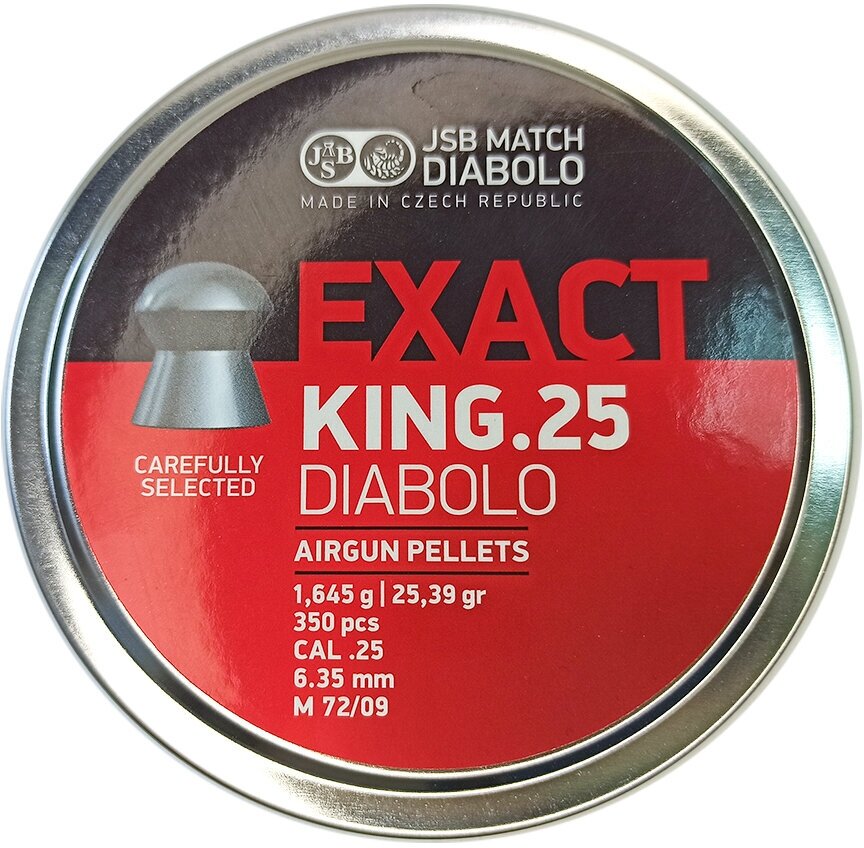 JSB
JSB MATCH
DIABOLO
MADE IN CZECH REPUBLIC
EXACT
KING.25
DIABOLO
CAREFULLY
SELECTED
AIRGUN PELLETS
1,645 g | 25,39 gr
350 pcs
CAL .25
6.35 mm
M 72/09